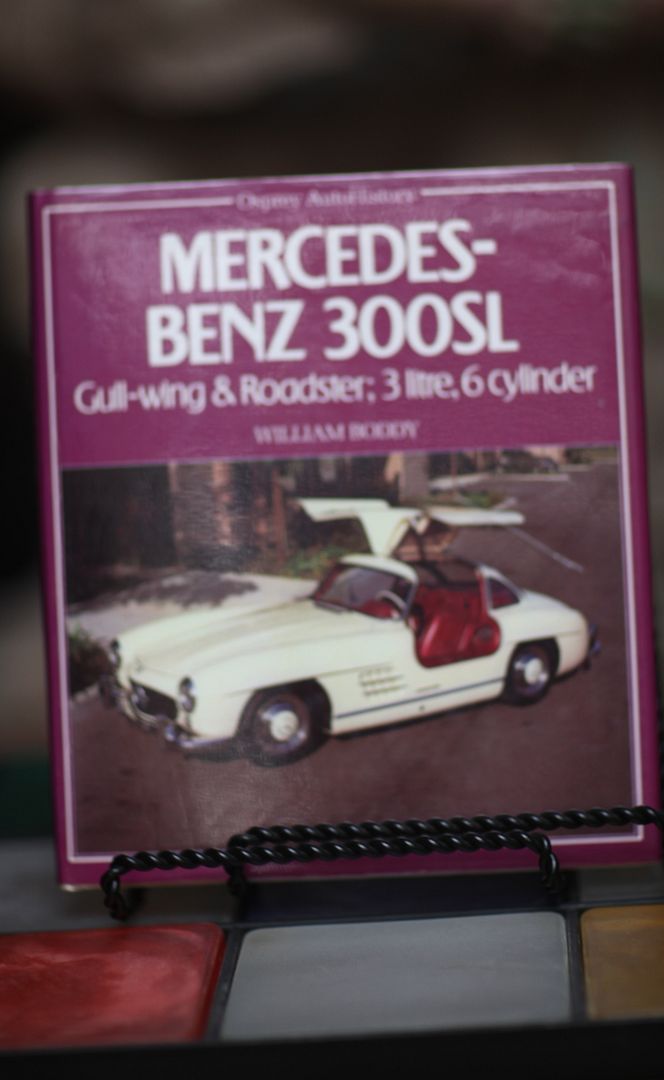 Osprey AutoHistory
MERCEDES-
BENZ 300SL
Gull-wing & Roadster; 3 litre, 6 cylinder
WILLIAM BODDY